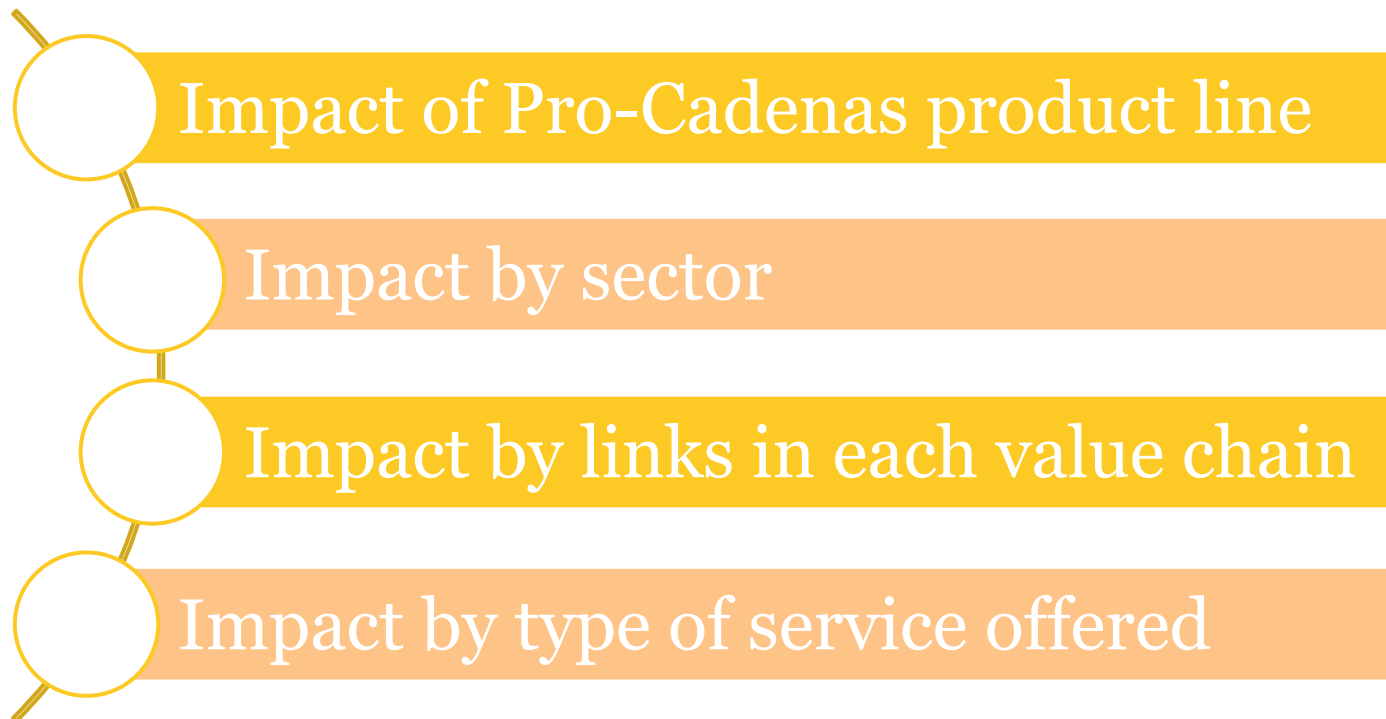 Impact of Pro-Cadenas product line
Impact by sector
Impact by links in each value chain
Impact by type of service offered